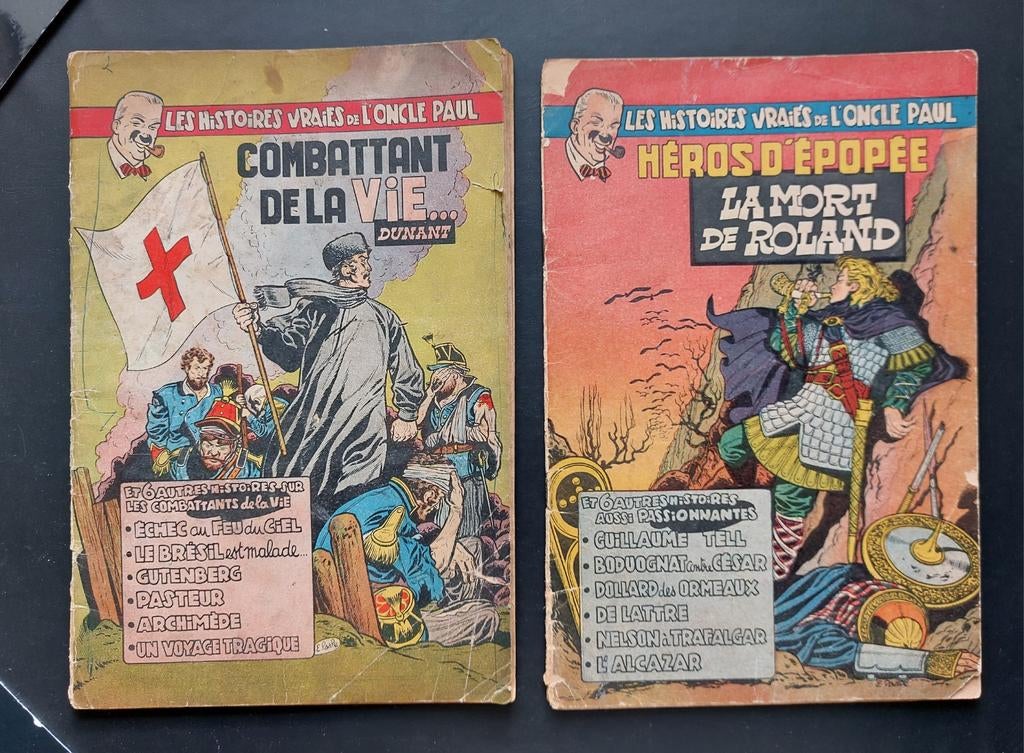 LES HISTOIRES VRAIES DE L'ONCLE PAUL
COMBATTANT
DE LA VIE...
DUNANT
ET 6 AUTRES HISTOIRES SUR
LES COMBATTANTS de la VIE
• ECHEC au FEU du CIEL
• LE BRÉSIL est malade...
• GUTENBERG
• PASTEUR
• ARCHIMÈDE
• UN VOYAGE TRAGIQUE
LES HISTOIRES VRAIES DE L'ONCLE PAUL
HÉROS D'ÉPOPÉE
LA MORT
DE ROLAND
ET 6 AUTRES HISTOIRES
AUSSI PASSIONNANTES
• GUILLAUME TELL
• BODUOGNAT contre CÉSAR
• DOLLARD des ORMEAUX
• DE LATTRE
• NELSON à TRAFALGAR
• L'ALCAZAR